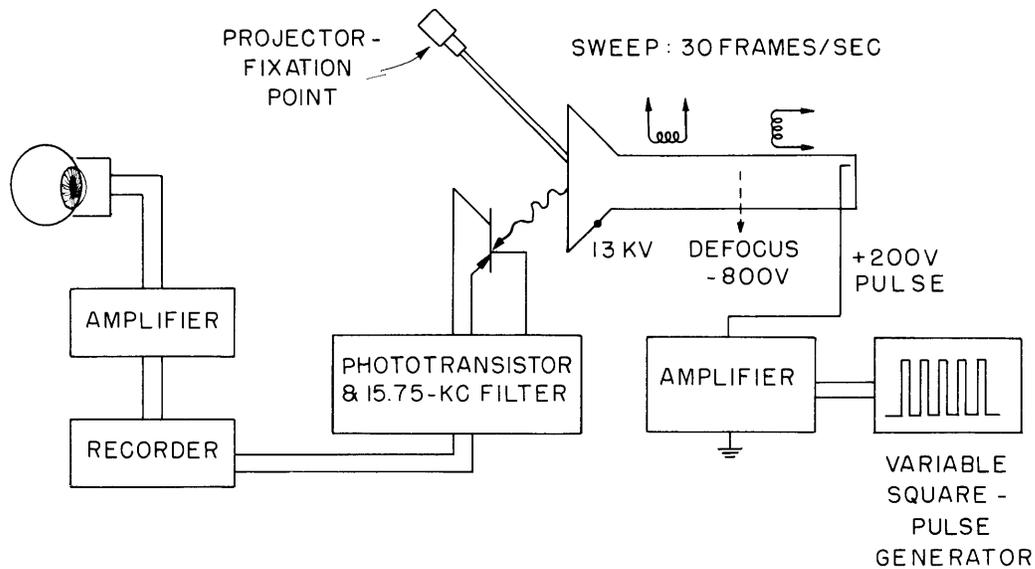 PROJECTOR-
FIXATION
POINT
SWEEP: 30 FRAMES/SEC
13 KV
DEFOCUS
-800V
+200V
PULSE
AMPLIFIER
PHOTOTRANSISTOR
& 15.75-KC FILTER
AMPLIFIER
RECORDER
VARIABLE
SQUARE-
PULSE
GENERATOR